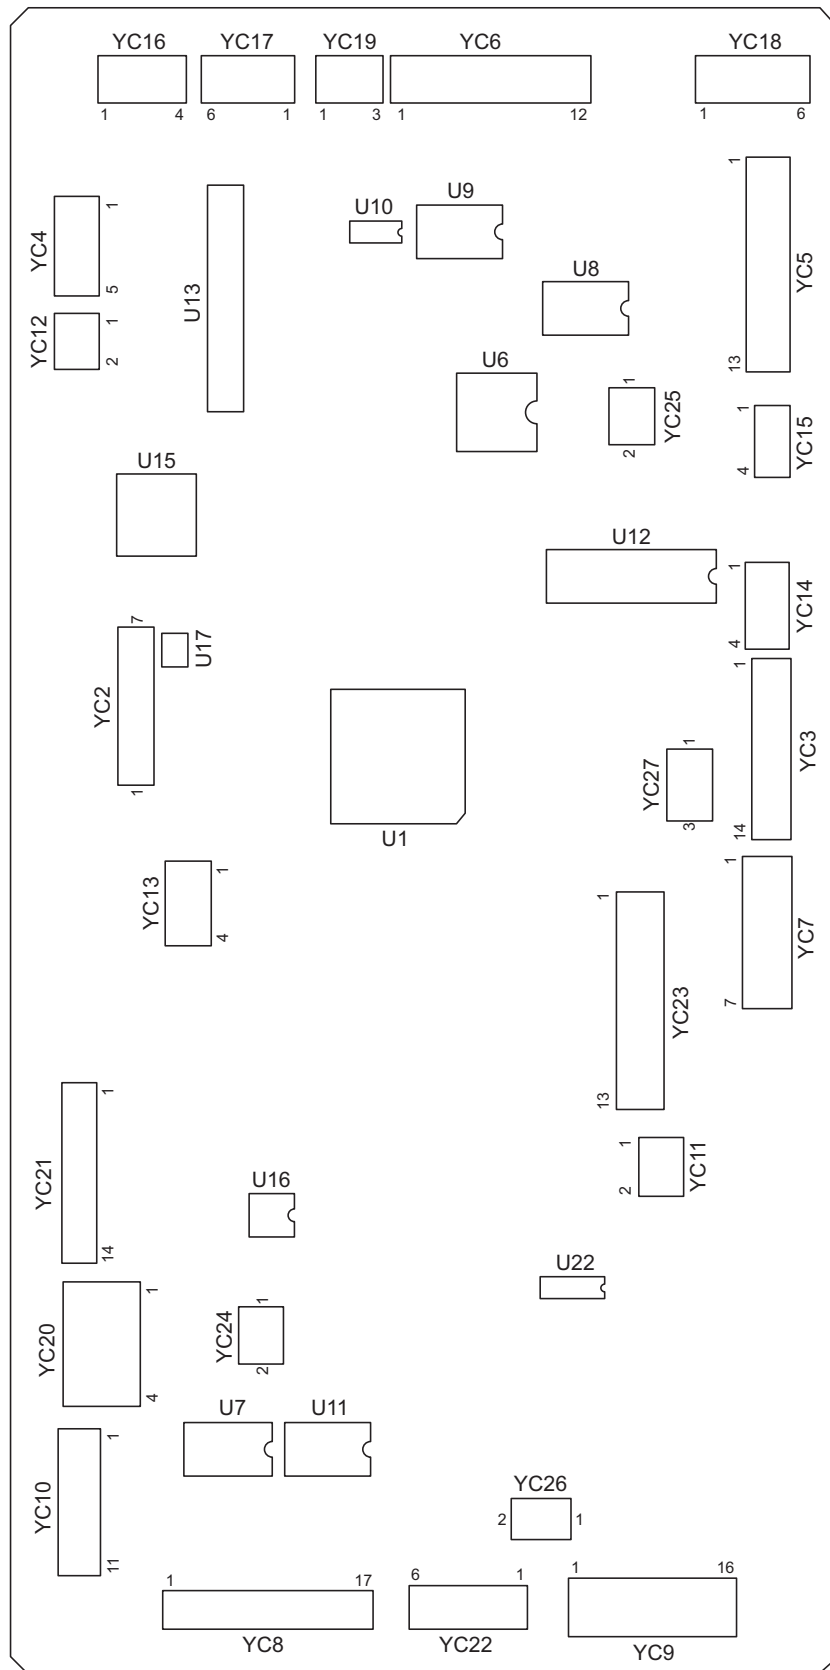 YC16 YC17 YC19 YC6 YC18
1 4 6 1 1 3 1 12 1 6
YC4 1 5
YC12 1 2
U13
U10 U9
U8
U6
YC5 1 13
YC25 1 2
YC15 1 4
U15
U12
YC14 1 4
YC2 7 1
U17
U1
YC27 1 3
YC3 1 14
YC13 1 4
YC7 1 7
YC23 1 13
YC21 1 14
YC11 1 2
U16
U22
YC20 1 4
YC24 1 2
U7 U11
YC10 1 11
YC26
2 1
1 17 6 1 1 16
YC8 YC22 YC9